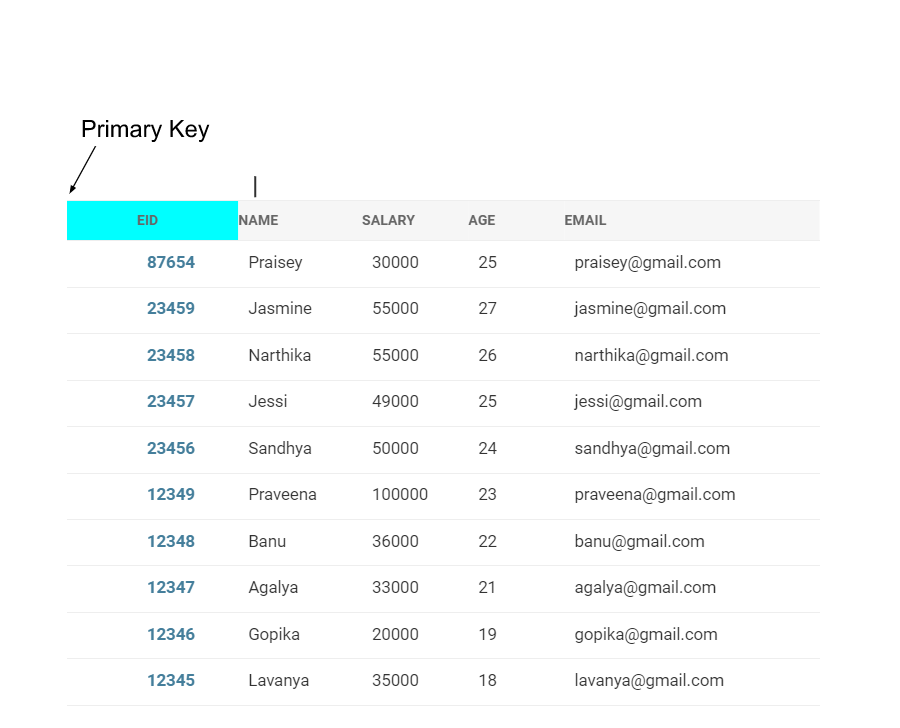 Primary Key
|
EID NAME SALARY AGE EMAIL
87654 Praisey 30000 25 praisey@gmail.com
23459 Jasmine 55000 27 jasmine@gmail.com
23458 Narthika 55000 26 narthika@gmail.com
23457 Jessi 49000 25 jessi@gmail.com
23456 Sandhya 50000 24 sandhya@gmail.com
12349 Praveena 100000 23 praveena@gmail.com
12348 Banu 36000 22 banu@gmail.com
12347 Agalya 33000 21 agalya@gmail.com
12346 Gopika 20000 19 gopika@gmail.com
12345 Lavanya 35000 18 lavanya@gmail.com